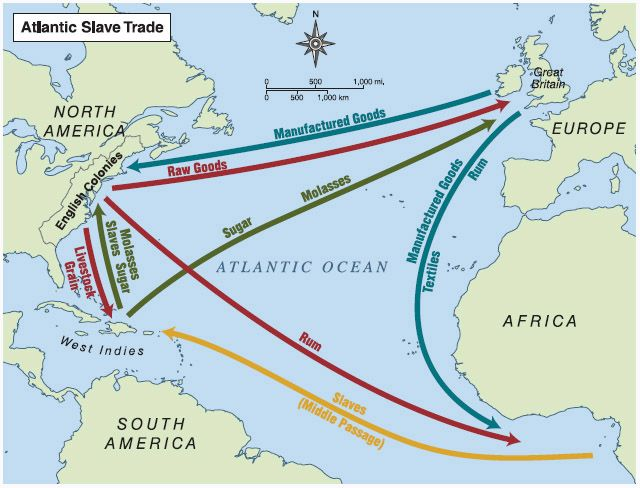 Atlantic Slave Trade
N
0 500 1,000 mi.
0 500 1,000 km
Great
Britain
NORTH
AMERICA
EUROPE
Manufactured Goods
Raw Goods
English Colonies
Molasses
Sugar
Manufactured Goods
Rum
Textiles
Molasses
Slaves Sugar
Livestock
Grain
ATLANTIC OCEAN
AFRICA
West Indies
Rum
Slaves
(Middle Passage)
SOUTH
AMERICA